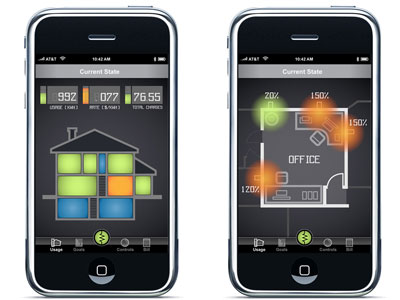 AT&T 10:42 AM
Current State
992 .077 76.55
USAGE [KWH] RATE [$/KWH] TOTAL CHARGES
Usage Goals Controls Bill
AT&T 10:42 AM
Current State
20% 150%
150%
OFFICE
120%
Usage Goals Controls Bill